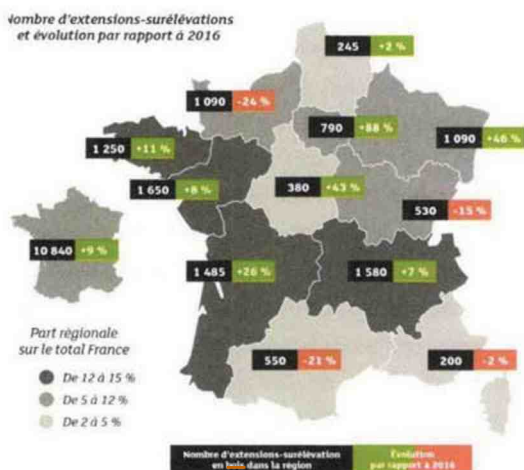 Nombre d'extensions-surélévations
et évolution par rapport à 2016
245 +2 %
1 090 -24 %
790 +88 %
1 090 +46 %
1 250 +11 %
1 650 +8 %
380 +43 %
530 -15 %
10 840 +9 %
1 485 +26 %
1 580 +7 %
Part régionale
sur le total France
550 -21 %
200 -2 %
De 12 à 15 %
De 5 à 12 %
De 2 à 5 %
Nombre d'extensions-surélévation
en bois dans la région
Évolution
par rapport à 2016